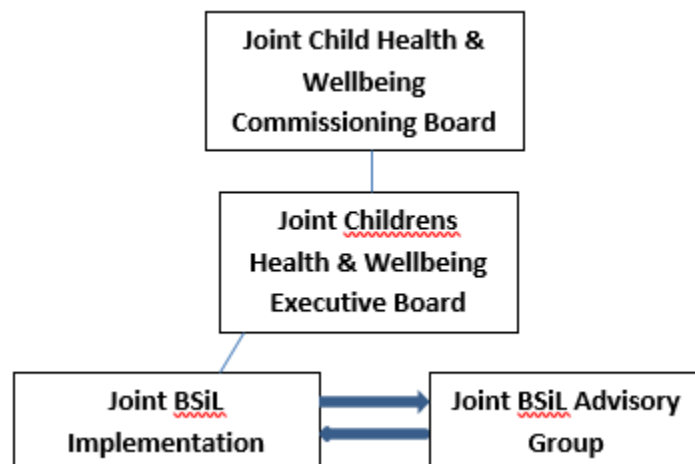 Joint Child Health &
Wellbeing
Commissioning Board
Joint Childrens
Health & Wellbeing
Executive Board
Joint BSiL
Implementation
Joint BSiL Advisory
Group